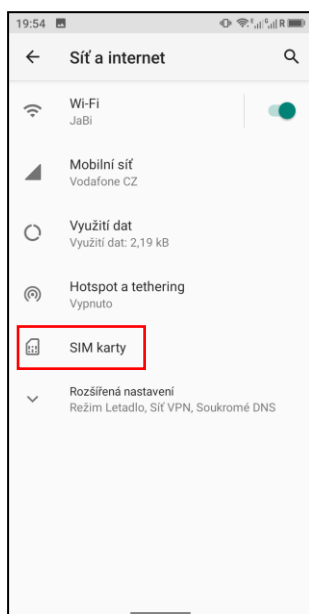 19:54
Síť a internet
Wi-Fi
JaBi
Mobilní síť
Vodafone CZ
Využití dat
Využití dat: 2,19 kB
Hotspot a tethering
Vypnuto
SIM karty
Rozšířená nastavení
Režim Letadlo, Síť VPN, Soukromé DNS